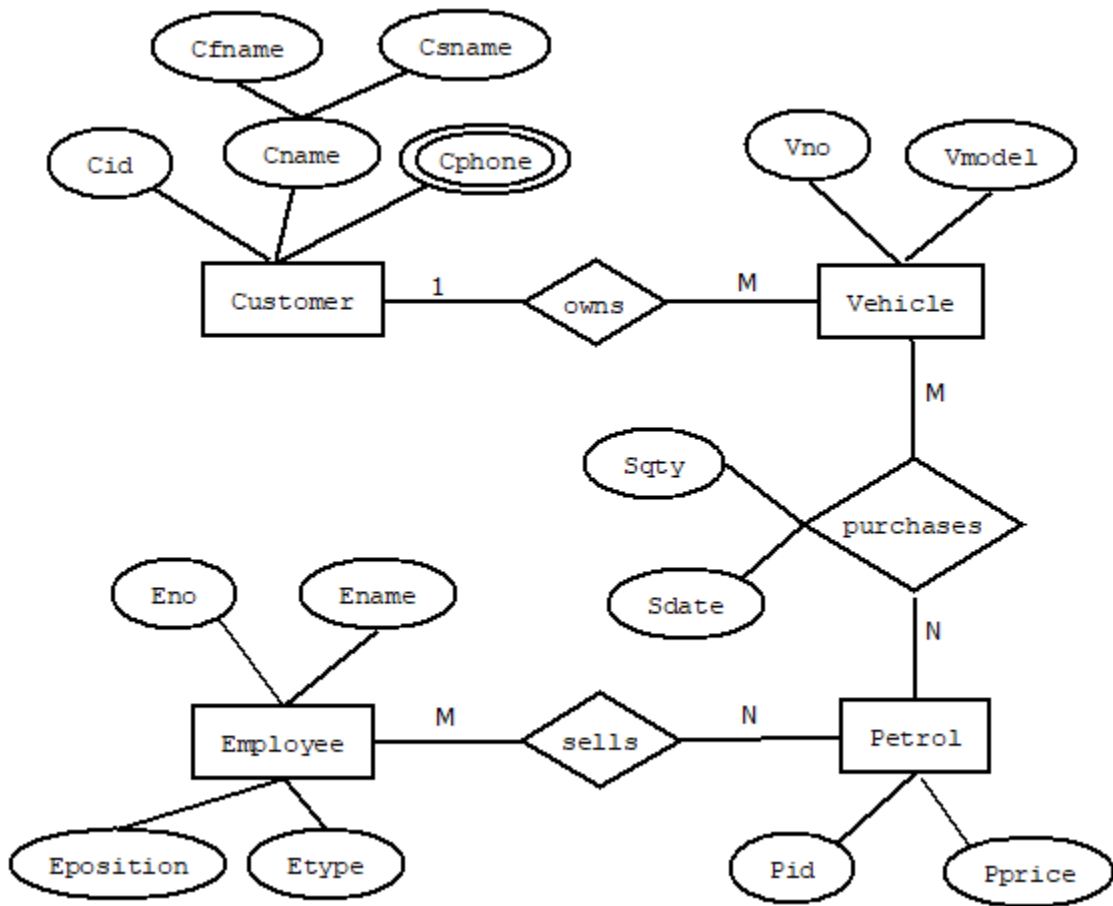 Cfname
Csname
Cid
Cname
Cphone
Vno
Vmodel
Customer
1
owns
M
Vehicle
M
Sqty
purchases
Sdate
N
Eno
Ename
Employee
M
sells
N
Petrol
Eposition
Etype
Pid
Pprice